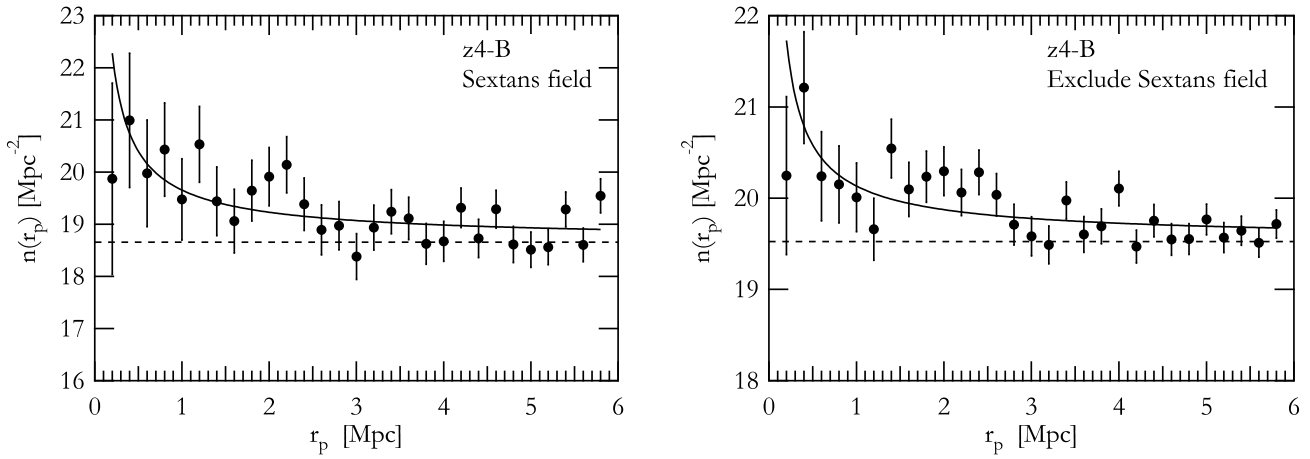 23
22
21
20
19
18
17
16
n(r_p) [Mpc^-2]
z4-B
Sextans field
0 1 2 3 4 5 6
r_p [Mpc]
22
21
20
19
18
n(r_p) [Mpc^-2]
z4-B
Exclude Sextans field
0 1 2 3 4 5 6
r_p [Mpc]